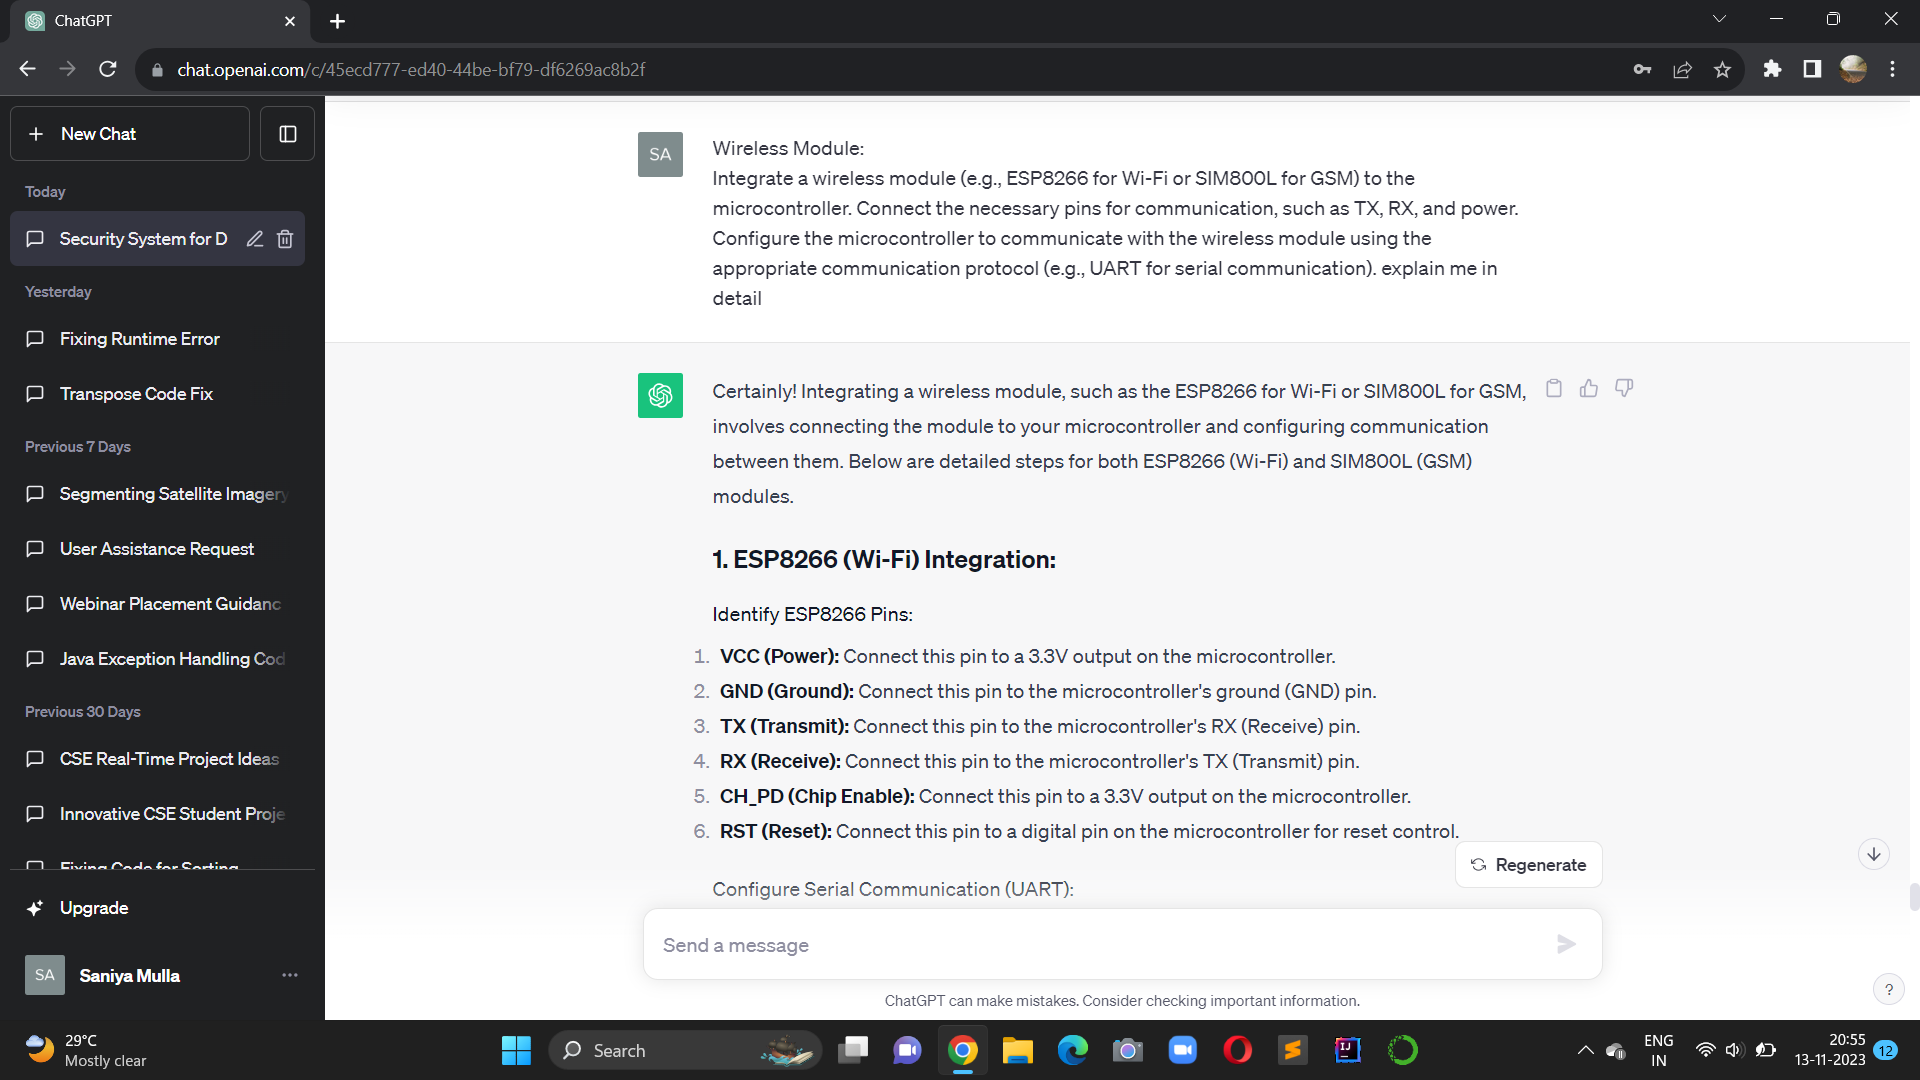 ChatGPT
chat.openai.com/c/45ecd777-ed40-44be-bf79-df6269ac8b2f
New Chat
Today
Security System for D
Yesterday
Fixing Runtime Error
Transpose Code Fix
Previous 7 Days
Segmenting Satellite Imagery
User Assistance Request
Webinar Placement Guidanc
Java Exception Handling Cod
Previous 30 Days
CSE Real-Time Project Ideas
Innovative CSE Student Proje
Fixing Code for Sorting
Upgrade
SA
Saniya Mulla
SA
Wireless Module:
Integrate a wireless module (e.g., ESP8266 for Wi-Fi or SIM800L for GSM) to the
microcontroller. Connect the necessary pins for communication, such as TX, RX, and power.
Configure the microcontroller to communicate with the wireless module using the
appropriate communication protocol (e.g., UART for serial communication). explain me in
detail
Certainly! Integrating a wireless module, such as the ESP8266 for Wi-Fi or SIM800L for GSM,
involves connecting the module to your microcontroller and configuring communication
between them. Below are detailed steps for both ESP8266 (Wi-Fi) and SIM800L (GSM)
modules.
1. ESP8266 (Wi-Fi) Integration:
Identify ESP8266 Pins:
1. VCC (Power): Connect this pin to a 3.3V output on the microcontroller.
2. GND (Ground): Connect this pin to the microcontroller's ground (GND) pin.
3. TX (Transmit): Connect this pin to the microcontroller's RX (Receive) pin.
4. RX (Receive): Connect this pin to the microcontroller's TX (Transmit) pin.
5. CH_PD (Chip Enable): Connect this pin to a 3.3V output on the microcontroller.
6. RST (Reset): Connect this pin to a digital pin on the microcontroller for reset control.
Regenerate
Configure Serial Communication (UART):
Send a message
ChatGPT can make mistakes. Consider checking important information.
?
29°C
Mostly clear
Search
IJ
ENG
IN
20:55
13-11-2023
12